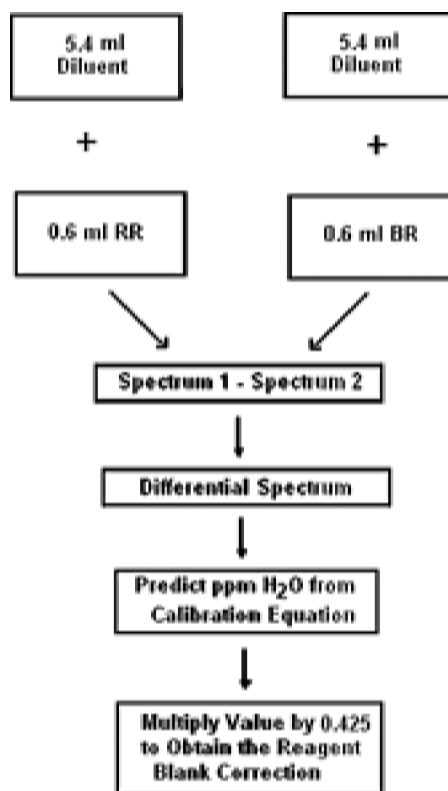 5.4 ml
Diluent
5.4 ml
Diluent
+
+
0.6 ml RR
0.6 ml BR
Spectrum 1 - Spectrum 2
Differential Spectrum
Predict ppm H₂O from
Calibration Equation
Multiply Value by 0.425
to Obtain the Reagent
Blank Correction